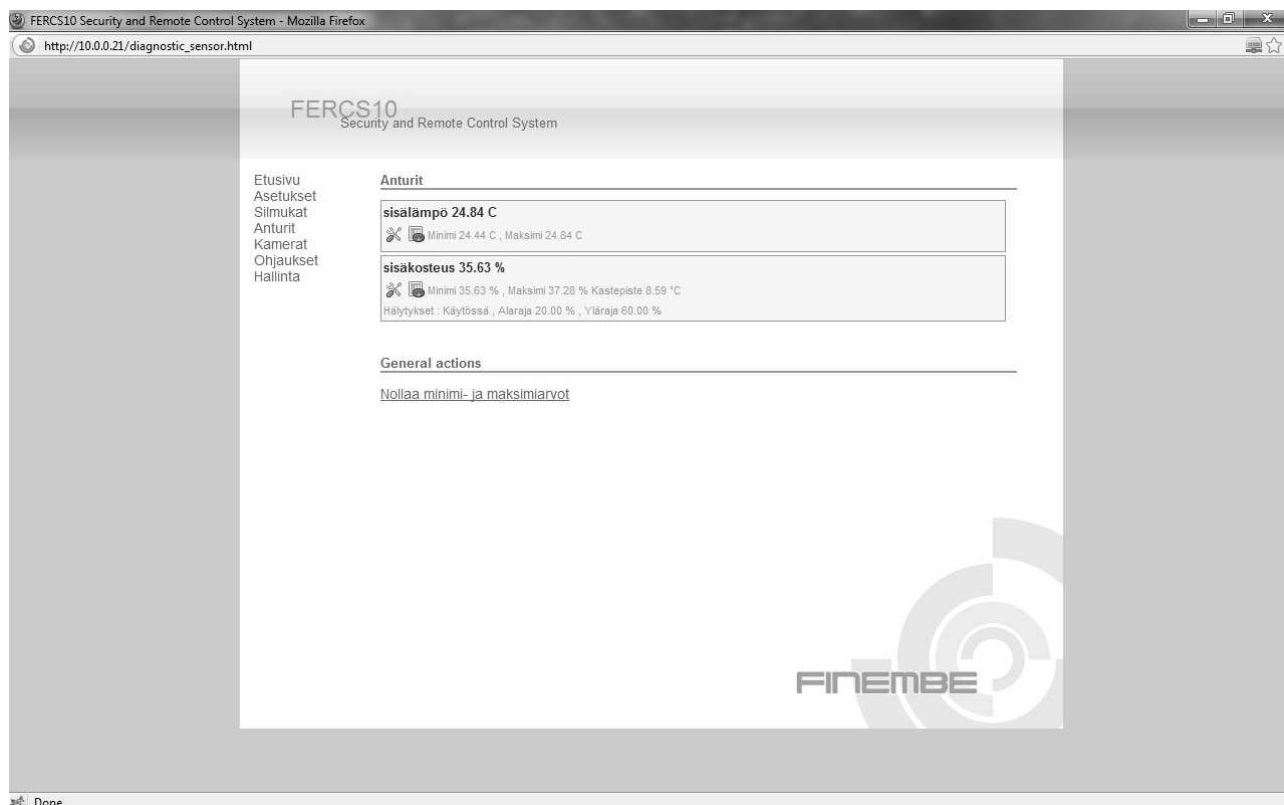 FERCS10 Security and Remote Control System - Mozilla Firefox
http://10.0.0.21/diagnostic_sensor.html
FERCS10
Security and Remote Control System
Etusivu
Asetukset
Silmukat
Anturit
Kamerat
Ohjaukset
Hallinta
Anturit
sisälämpö 24.84 C
Minimi 24.44 C , Maksimi 24.84 C
sisäkosteus 35.63 %
Minimi 35.63 % , Maksimi 37.28 % Kastepiste 8.59 °C
Hälytykset : Käytössä , Alaraja 20.00 % , Yläraja 60.00 %
General actions
Nollaa minimi- ja maksimiarvot
FINEMBE
Done